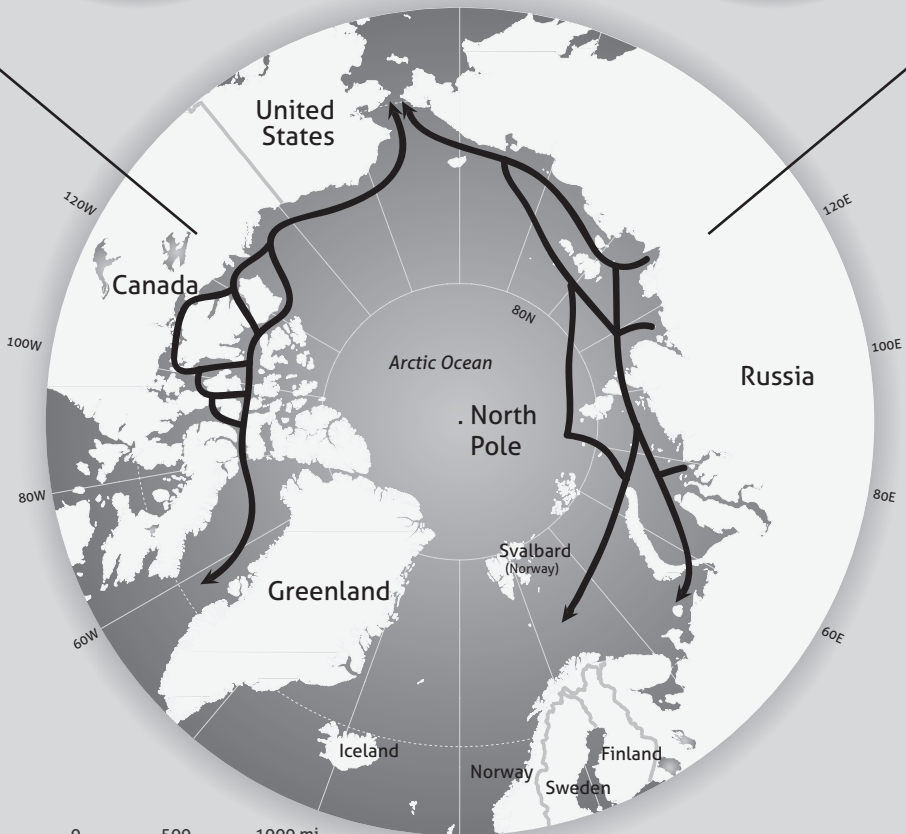 United
States
120W
120E
Canada
80N
100W
100E
Arctic Ocean
Russia
. North
Pole
80W
80E
Svalbard
(Norway)
Greenland
60W
60E
Iceland
Finland
Norway
Sweden
0 500 1000 mi